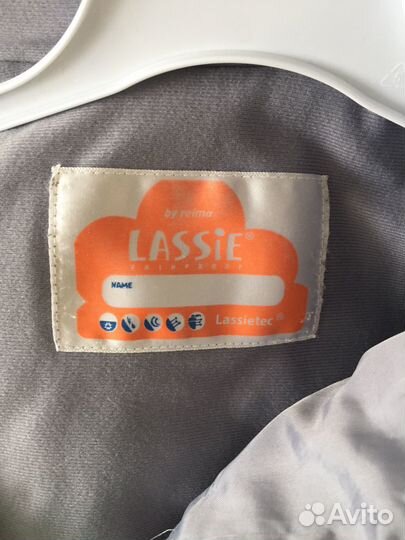 by reima
LASSiE®
NAME
Lassietec®
Avito